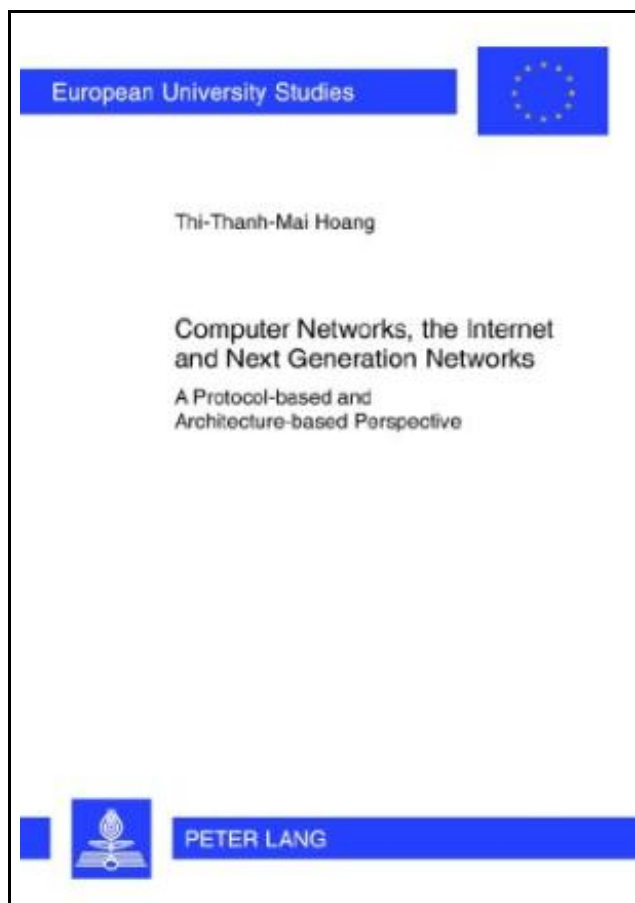 European University Studies
Thi-Thanh-Mai Hoang
Computer Networks, the Internet
and Next Generation Networks
A Protocol-based and
Architecture-based Perspective
PETER LANG